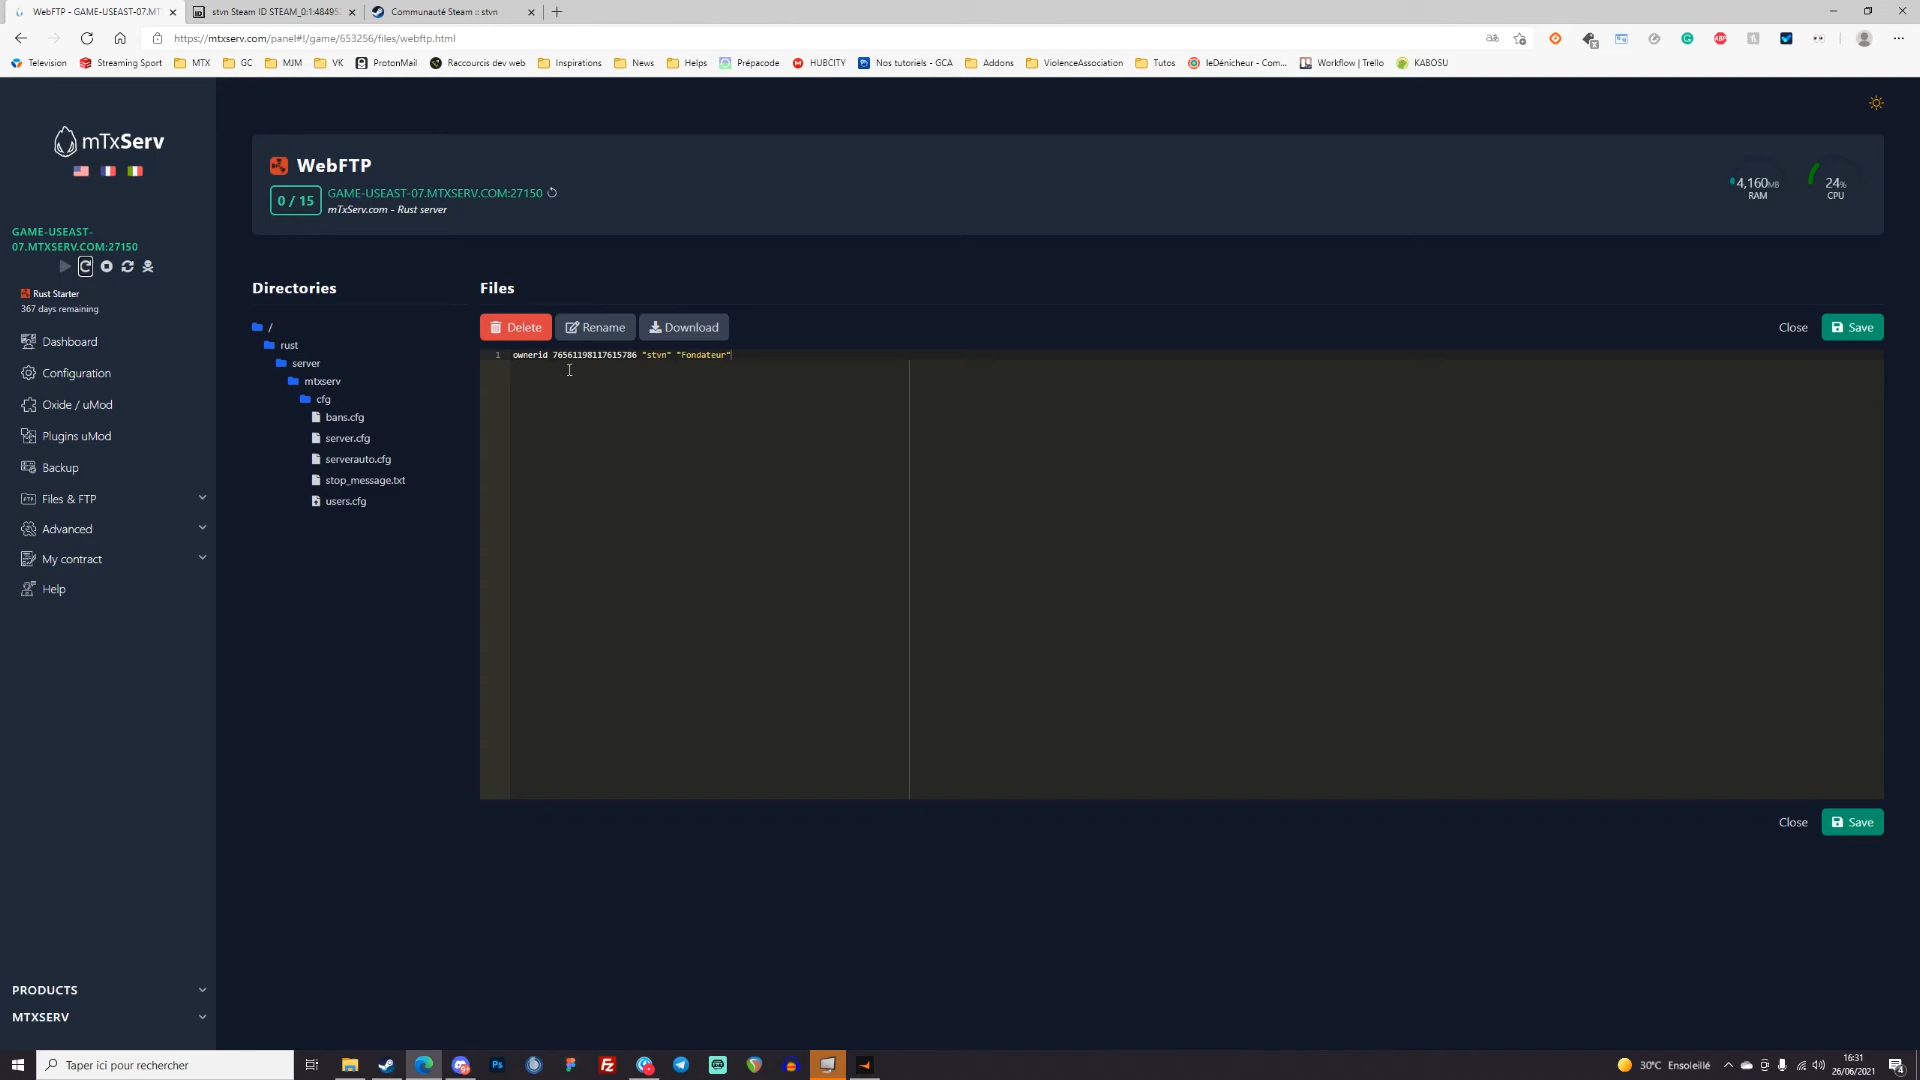 WebFTP - GAME-USEAST-07.MT
stvn Steam ID STEAM_0:1:48495
Communauté Steam :: stvn
https://mtxserv.com/panel#!/game/653256/files/webftp.html
Television
Streaming Sport
MTX
GC
MJM
VK
ProtonMail
Raccourcis dev web
Inspirations
News
Helps
Prépacode
HUBCITY
Nos tutoriels - GCA
Addons
ViolenceAssociation
Tutos
leDénicheur - Com...
Workflow | Trello
KABOSU
mTxServ
GAME-USEAST-
07.MTXSERV.COM:27150
Rust Starter
367 days remaining
Dashboard
Configuration
Oxide / uMod
Plugins uMod
Backup
Files & FTP
Advanced
My contract
Help
PRODUCTS
MTXSERV
WebFTP
0 / 15
GAME-USEAST-07.MTXSERV.COM:27150
mTxServ.com - Rust server
4,160MB
RAM
24%
CPU
Directories
/
rust
server
mtxserv
cfg
bans.cfg
server.cfg
serverauto.cfg
stop_message.txt
users.cfg
Files
Delete
Rename
Download
Close
Save
1 ownerid 76561198117615786 "stvn" "Fondateur"
Close
Save
Taper ici pour rechercher
30°C Ensoleillé
16:31
26/06/2021